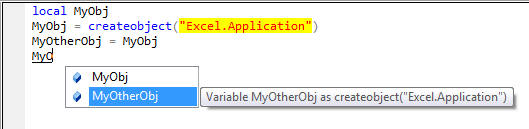 local MyObj
MyObj = createobject("Excel.Application")
MyOtherObj = MyObj
MyO
MyObj
MyOtherObj Variable MyOtherObj as createobject("Excel.Application")